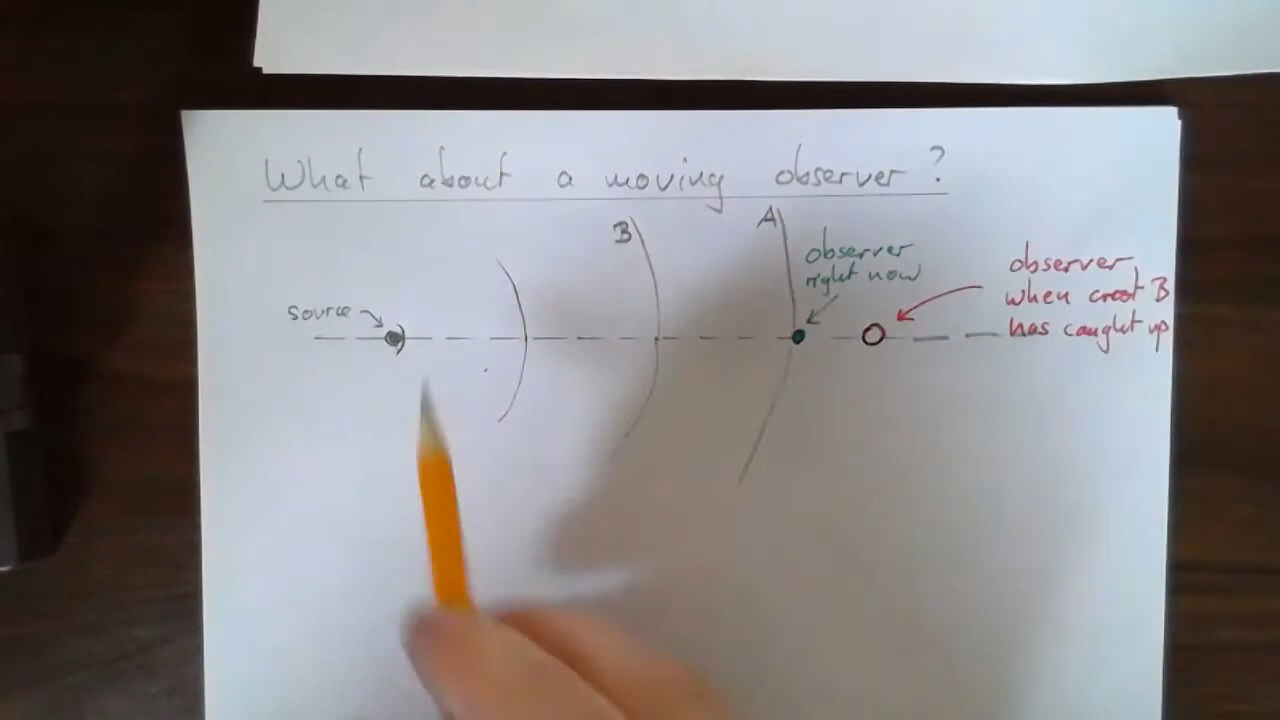 What about a moving observer?
B
A
observer
right now
source
observer
when crest B
has caught up